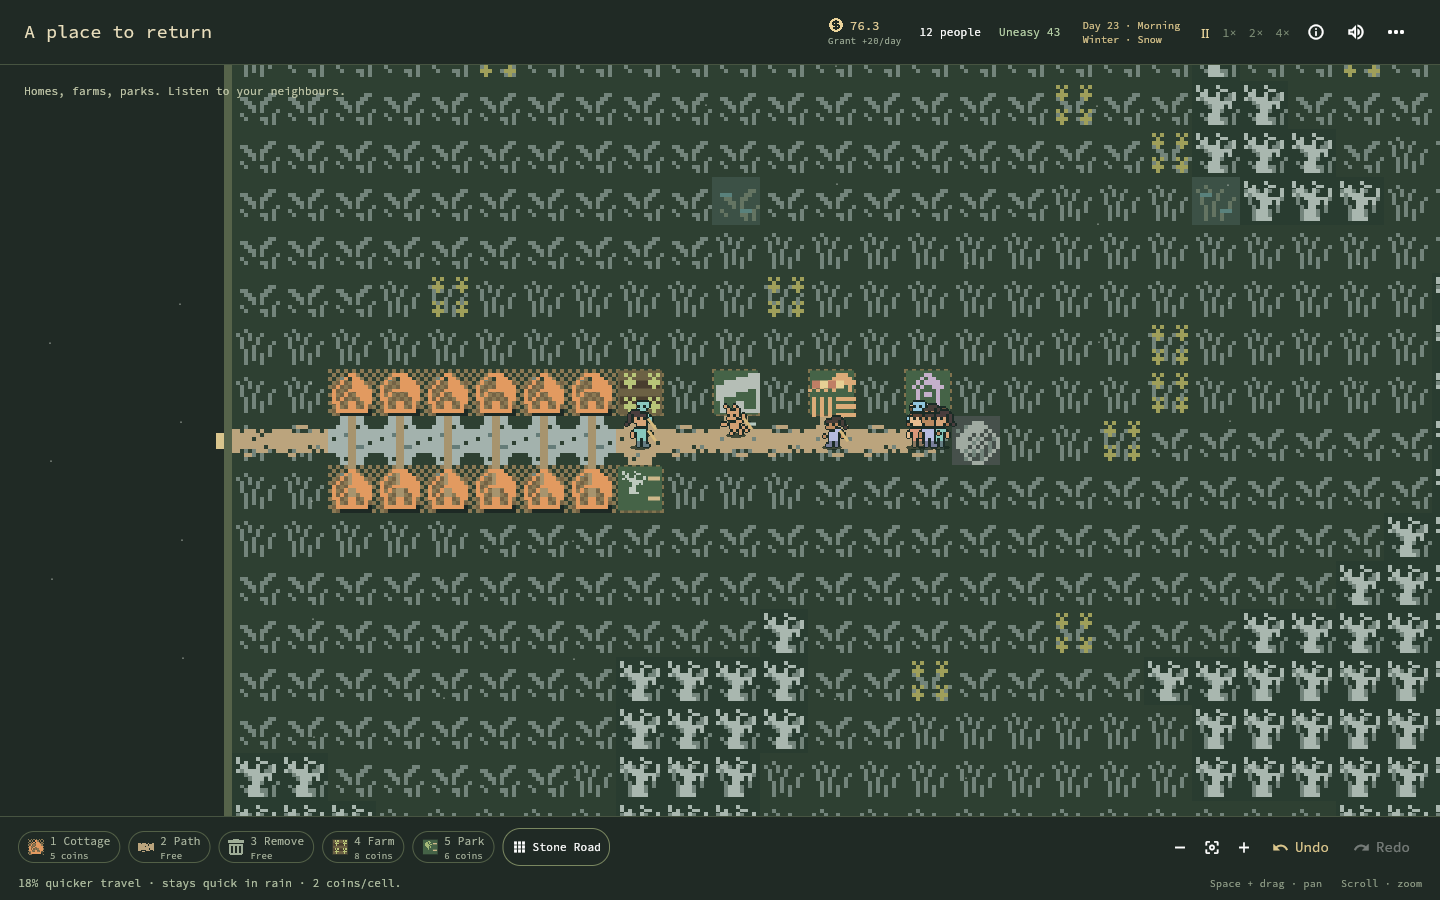 A place to return
76.3
Grant +20/day
12 people
Uneasy 43
Day 23 · Morning
Winter · Snow
1× 2× 4×
Homes, farms, parks. Listen to your neighbours.
1 Cottage
5 coins
2 Path
Free
3 Remove
Free
4 Farm
8 coins
5 Park
6 coins
Stone Road
Undo
Redo
18% quicker travel · stays quick in rain · 2 coins/cell.
Space + drag · pan
Scroll · zoom